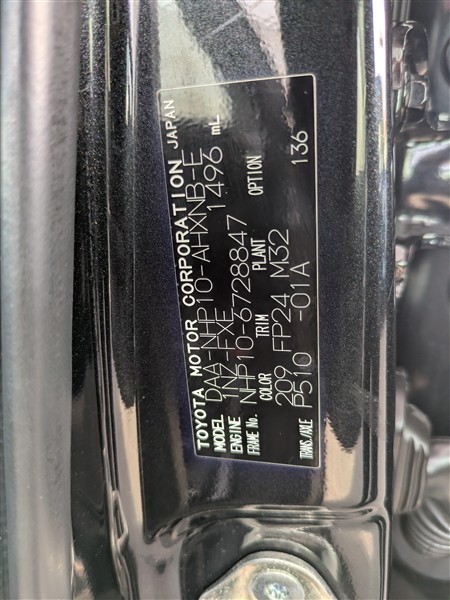 TOYOTA MOTOR CORPORATION JAPAN
MODEL DAA-NHP10-AHXNB-E
ENGINE 1NZ-FXE 1496 mL
FRAME No. NHP10-6728847
COLOR TRIM PLANT OPTION
209 FP24 M32 136
TRANS/AXLE P510 -01A